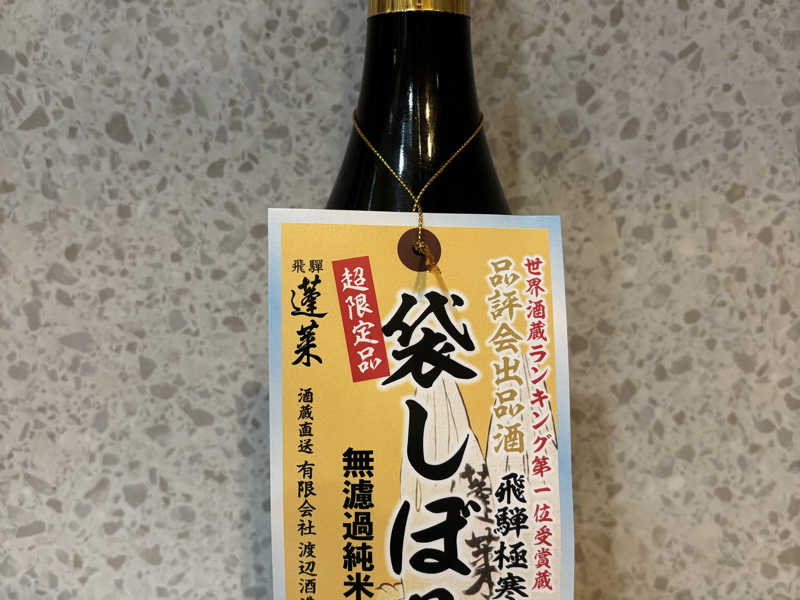 世界酒蔵ランキング第一位受賞蔵
品評会出品酒
飛騨極寒
蓬莱
袋しぼ
超限定品
無濾過純米
飛騨
蓬莱
酒蔵直送 有限会社 渡辺酒造